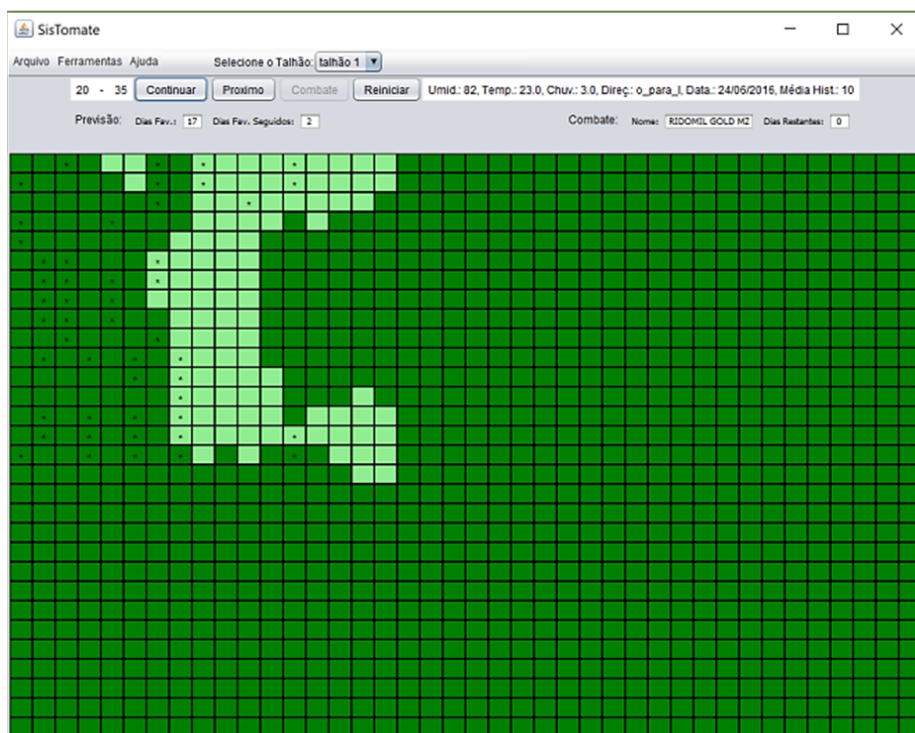 SisTomate
Arquivo Ferramentas Ajuda Selecione o Talhão: talhão 1
20 - 35 Continuar Proximo Combate Reiniciar Umid.: 82, Temp.: 23.0, Chuv.: 3.0, Direç.: o_para_l, Data.: 24/06/2016, Média Hist.: 10
Previsão: Dias Fav.: 17 Dias Fav. Seguidos: 2 Combate: Nome: RIDOMIL GOLD MZ Dias Restantes: 0